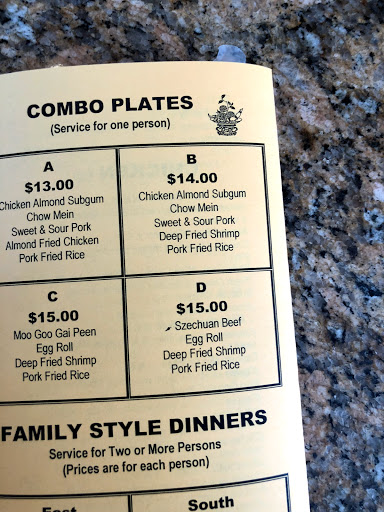 COMBO PLATES
(Service for one person)
A
$13.00
Chicken Almond Subgum
Chow Mein
Sweet & Sour Pork
Almond Fried Chicken
Pork Fried Rice
B
$14.00
Chicken Almond Subgum
Chow Mein
Sweet & Sour Pork
Deep Fried Shrimp
Pork Fried Rice
C
$15.00
Moo Goo Gai Peen
Egg Roll
Deep Fried Shrimp
Pork Fried Rice
D
$15.00
Szechuan Beef
Egg Roll
Deep Fried Shrimp
Pork Fried Rice
FAMILY STYLE DINNERS
Service for Two or More Persons
(Prices are for each person)
East
South